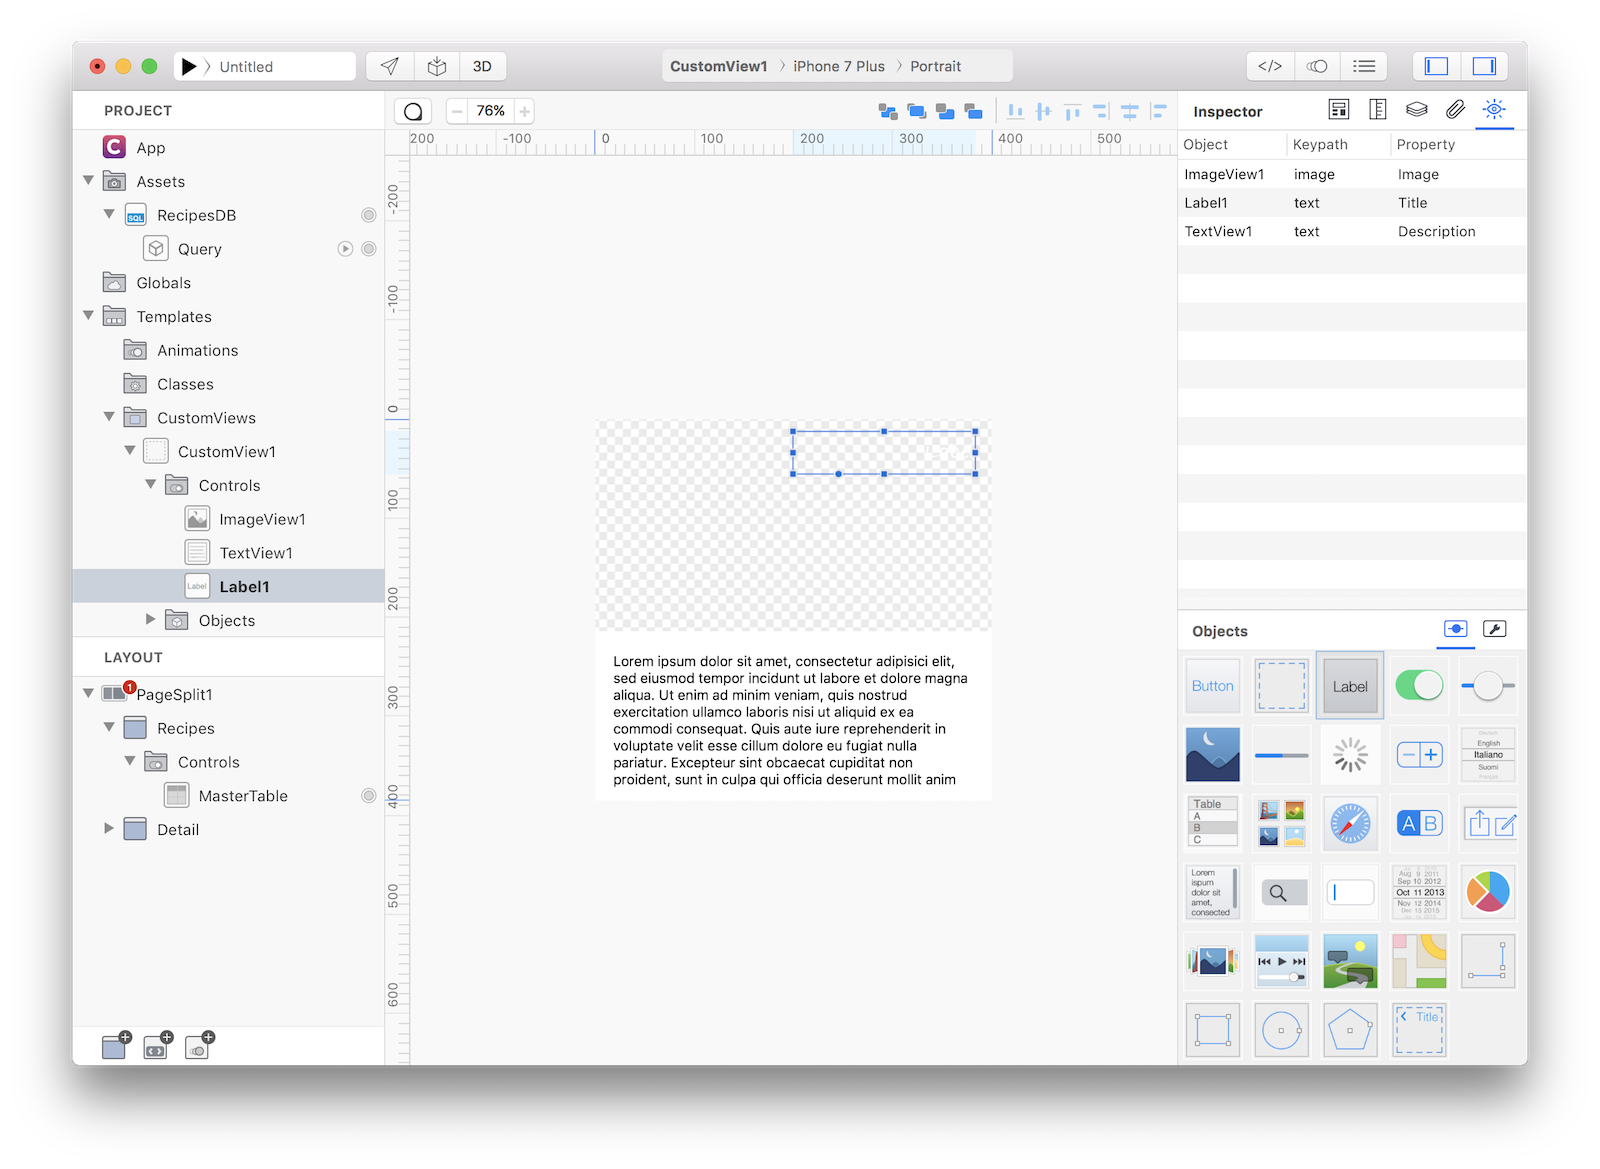 Untitled
3D
CustomView1 iPhone 7 Plus Portrait
</>
PROJECT
App
Assets
SQL RecipesDB
Query
Globals
Templates
Animations
Classes
CustomViews
CustomView1
Controls
ImageView1
TextView1
Label Label1
Objects
LAYOUT
1 PageSplit1
Recipes
Controls
MasterTable
Detail
76%
200 -100 0 100 200 300 400 500
-200
-100
0
100
200
300
400
500
600
Lorem ipsum dolor sit amet, consectetur adipisici elit,
sed eiusmod tempor incidunt ut labore et dolore magna
aliqua. Ut enim ad minim veniam, quis nostrud
exercitation ullamco laboris nisi ut aliquid ex ea
commodi consequat. Quis aute iure reprehenderit in
voluptate velit esse cillum dolore eu fugiat nulla
pariatur. Excepteur sint obcaecat cupiditat non
proident, sunt in culpa qui officia deserunt mollit anim
Inspector
Object Keypath Property
ImageView1 image Image
Label1 text Title
TextView1 text Description
Objects
Button
Label
English
Italiano
Suomi
Table
A
B
C
A B
Lorem
ispum
dolor sit
amet,
consected
Aug 9 2011
Sep 10 2012
Oct 11 2013
Nov 12 2014
Dec 13 2015
Title